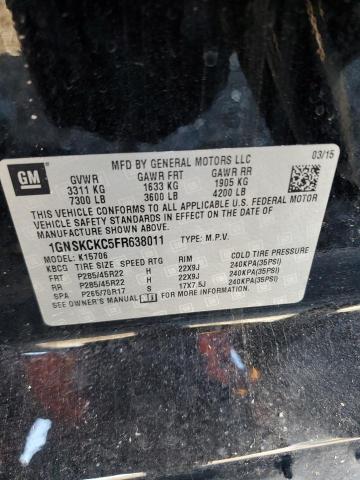 MFD BY GENERAL MOTORS LLC 03/15
GM
GVWR GAWR FRT GAWR RR
3311 KG 1633 KG 1905 KG
7300 LB 3600 LB 4200 LB
THIS VEHICLE CONFORMS TO ALL APPLICABLE U.S. FEDERAL MOTOR
VEHICLE SAFETY STANDARDS IN EFFECT ON THE DATE OF
MANUFACTURE SHOWN ABOVE.
1GNSKCKC5FR638011 TYPE: M.P.V.
MODEL: K15706
KBCG TIRE SIZE SPEED RTG RIM COLD TIRE PRESSURE
FRT P285/45R22 H 22X9J 240KPA(35PSI)
RR P285/45R22 H 22X9J 240KPA(35PSI)
SPA P265/70R17 S 17X7.5J 240KPA(35PSI)
SEE OWNER'S MANUAL FOR ADDITIONAL INFORMATION.